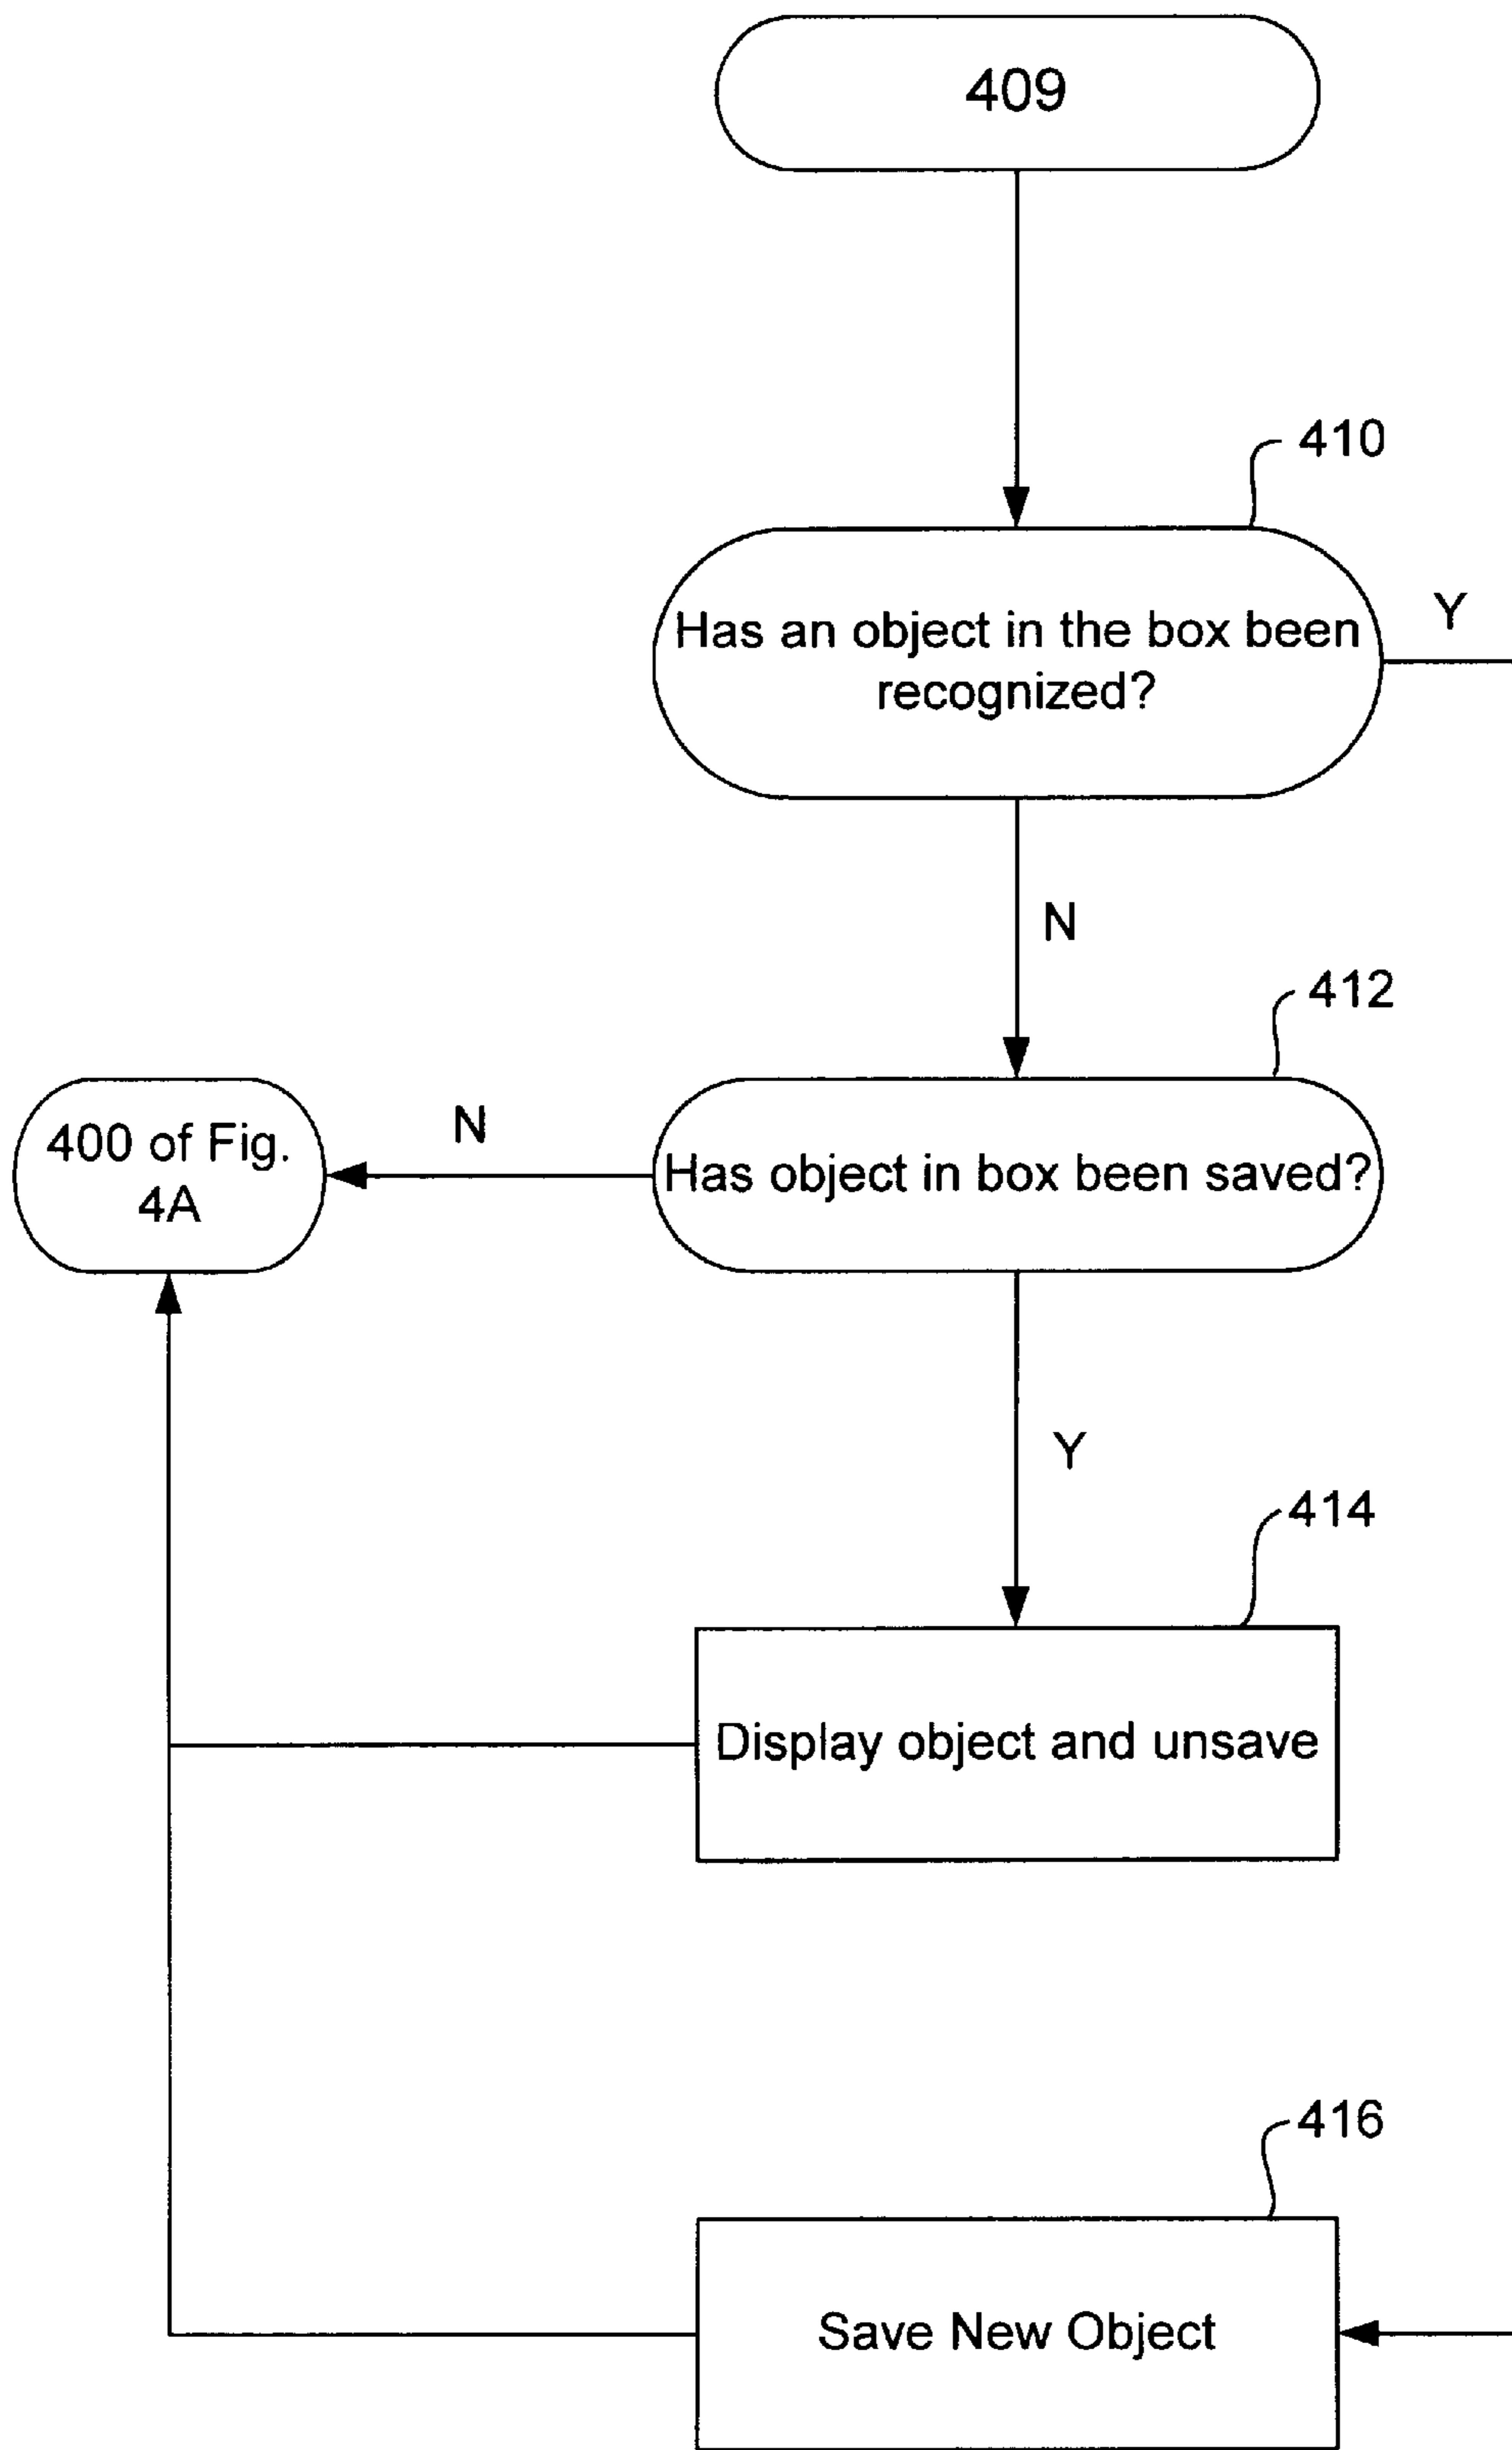 409
410
Has an object in the box been
recognized?
Y
N
412
400 of Fig.
4A
N
Has object in box been saved?
Y
414
Display object and unsave
416
Save New Object